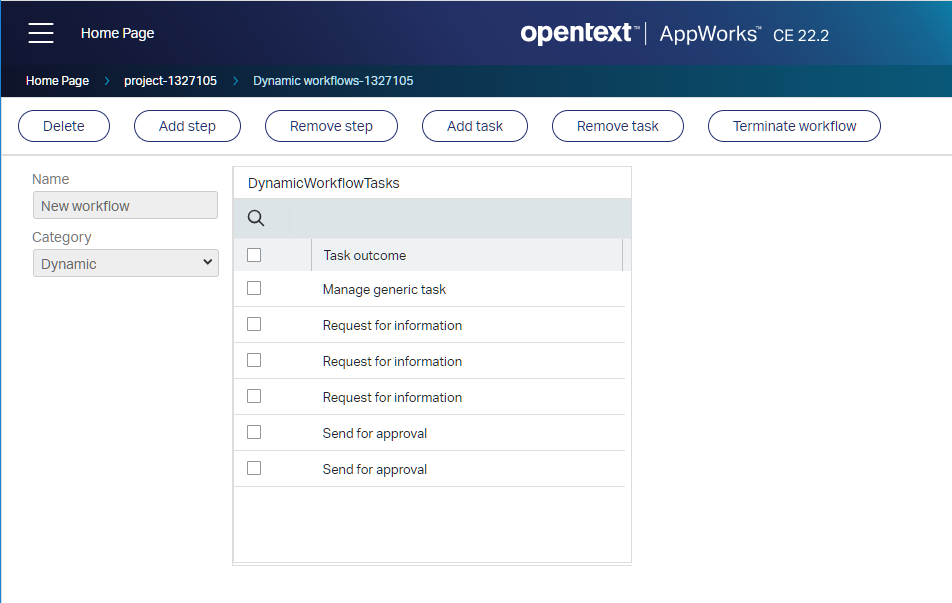 Home Page
opentext™ | AppWorks™ CE 22.2
Home Page > project-1327105 > Dynamic workflows-1327105
Delete Add step Remove step Add task Remove task Terminate workflow
Name
New workflow
Category
Dynamic
DynamicWorkflowTasks
Task outcome
Manage generic task
Request for information
Request for information
Request for information
Send for approval
Send for approval